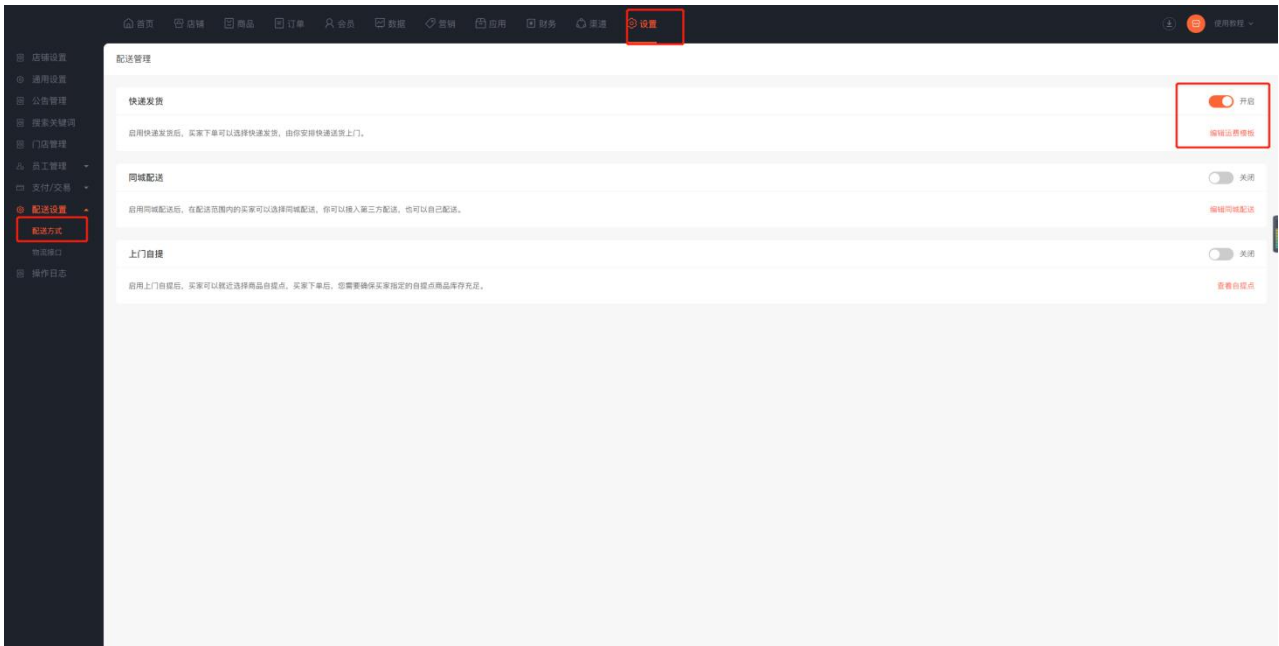 首页 店铺 商品 订单 会员 数据 营销 应用 财务 渠道 设置 使用教程
店铺设置
通用设置
公告管理
搜索关键词
门店管理
员工管理
支付/交易
配送设置
配送方式
物流接口
操作日志
配送管理
快递发货 开启
启用快递发货后，买家下单可以选择快递发货，由你安排快递送货上门。 编辑运费模板
同城配送 关闭
启用同城配送后，在配送范围内的买家可以选择同城配送，你可以接入第三方配送，也可以自己配送。 编辑同城配送
上门自提 关闭
启用上门自提后，买家可以就近选择商品自提点，买家下单后，您需要确保买家指定的自提点商品库存充足。 查看自提点